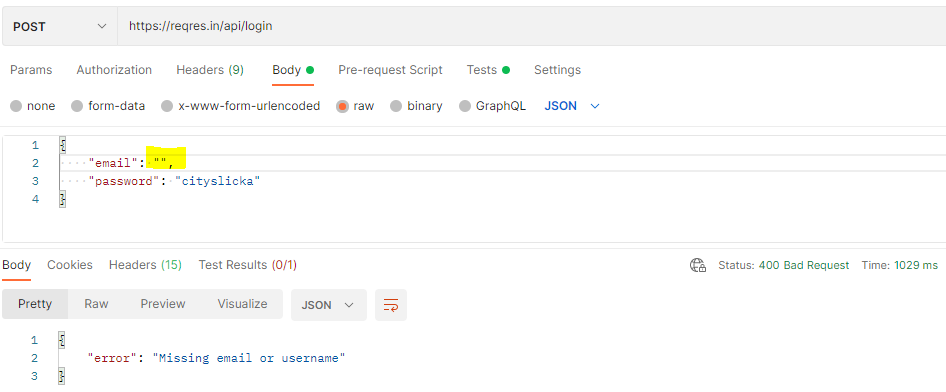 POST https://reqres.in/api/login
Params Authorization Headers (9) Body Pre-request Script Tests Settings
none form-data x-www-form-urlencoded raw binary GraphQL JSON
1 {
2 "email": "",
3 "password": "cityslicka"
4 }
Body Cookies Headers (15) Test Results (0/1) Status: 400 Bad Request Time: 1029 ms
Pretty Raw Preview Visualize JSON
1 {
2 "error": "Missing email or username"
3 }